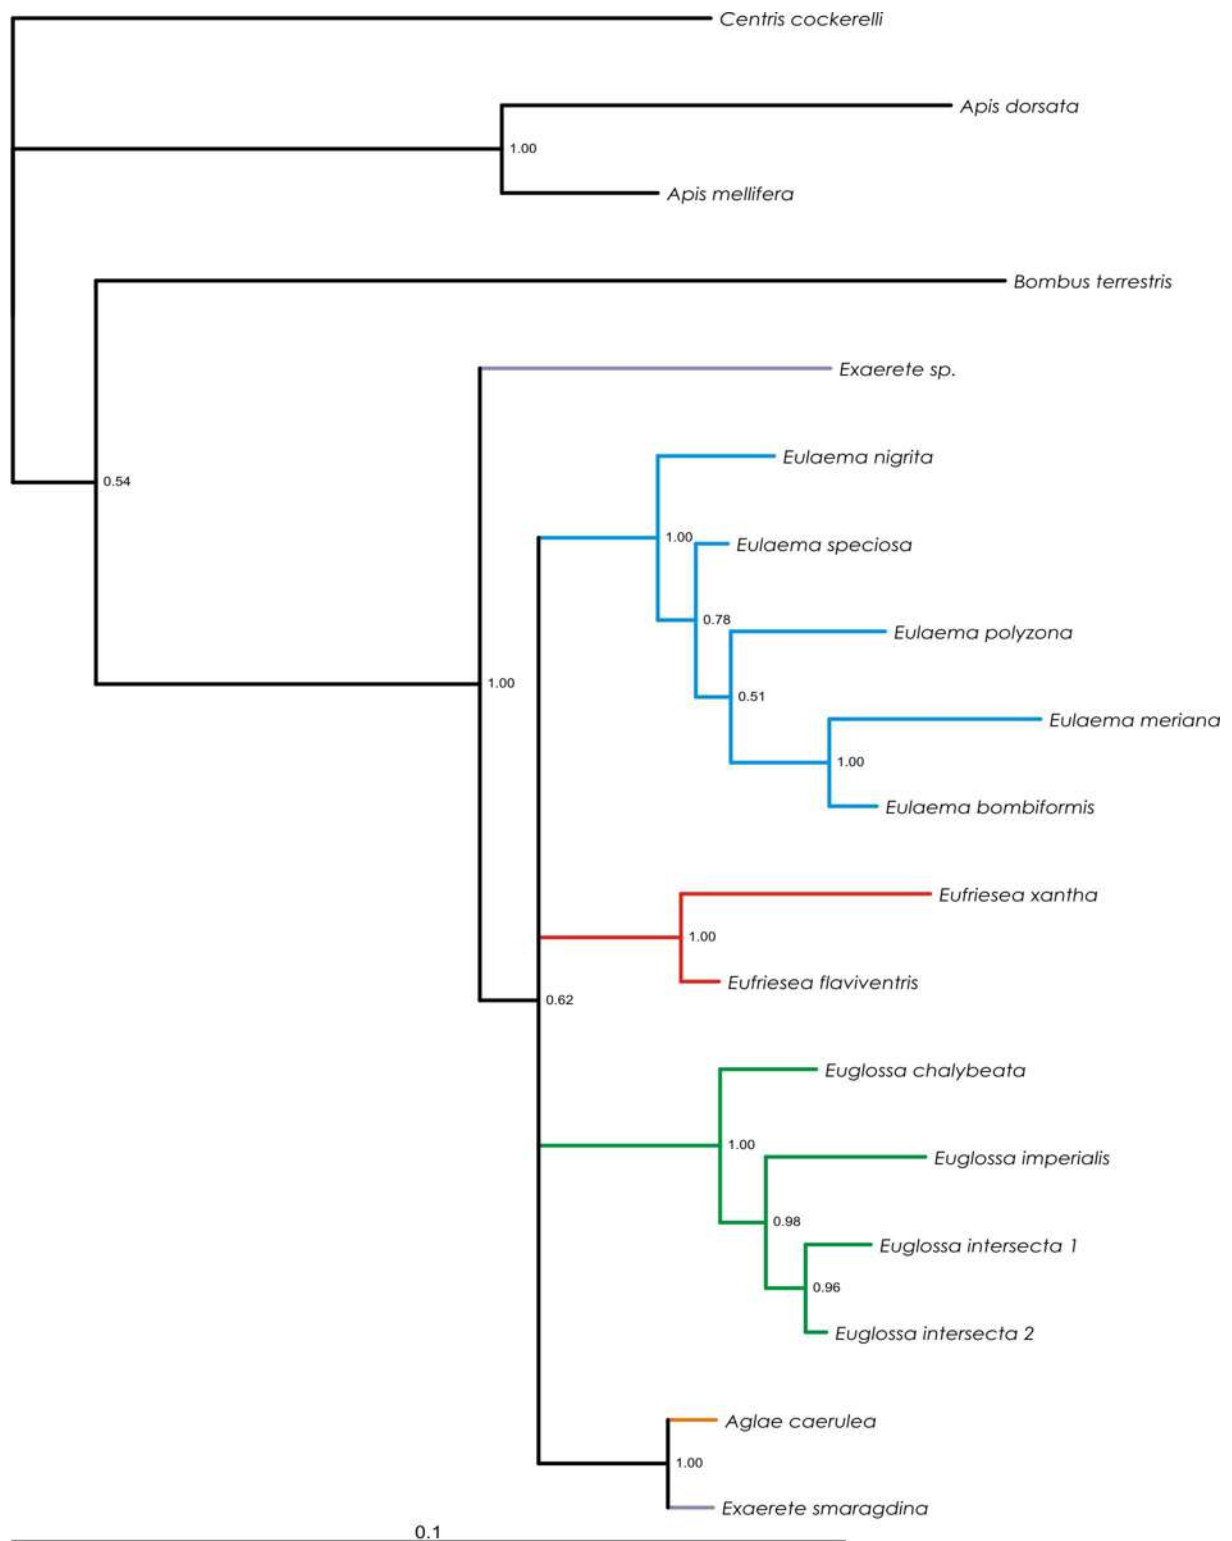 Centris cockerelli
Apis dorsata
1.00
Apis mellifera
Bombus terrestris
Exaerete sp.
Eulaema nigrita
0.54
1.00
Eulaema speciosa
0.78
Eulaema polyzona
1.00
0.51
Eulaema meriana
1.00
Eulaema bombiformis
Eufriesea xantha
1.00
Eufriesea flaviventris
0.62
Euglossa chalybeata
1.00
Euglossa imperialis
0.98
Euglossa intersecta 1
0.96
Euglossa intersecta 2
Aglae caerulea
1.00
Exaerete smaragdina
0.1